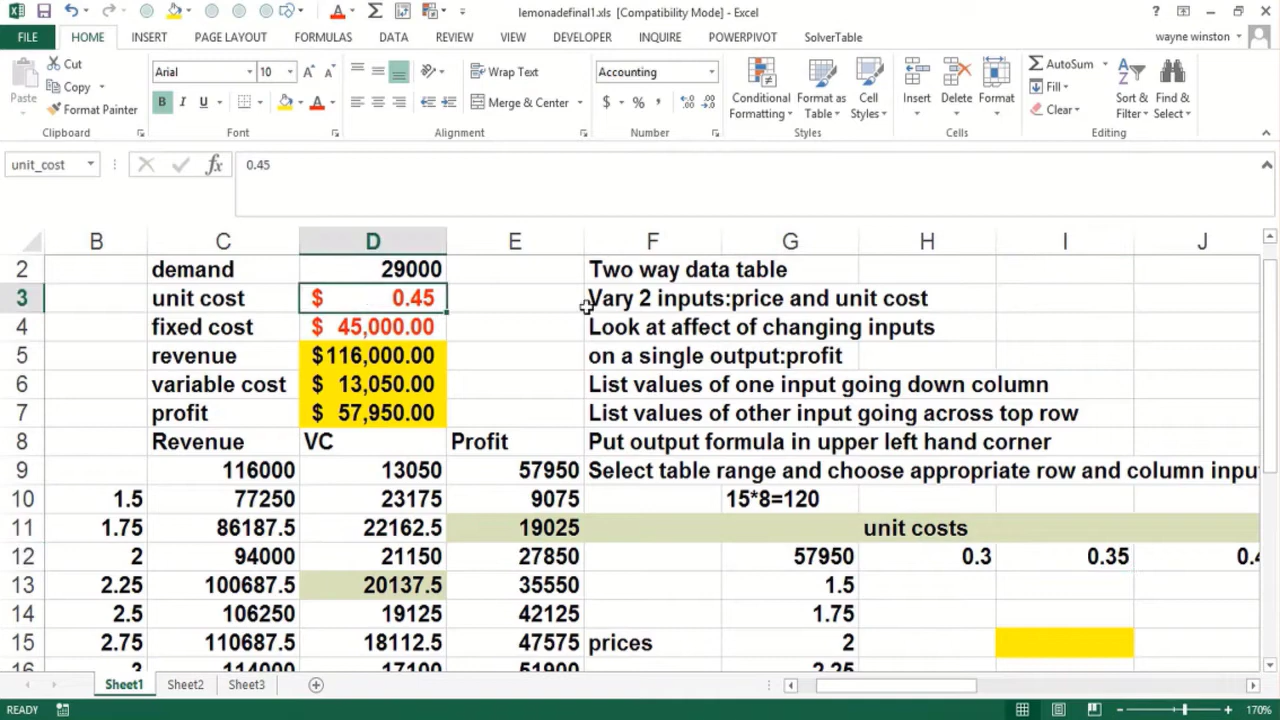 lemonadefinal1.xls [Compatibility Mode] - Excel
FILE HOME INSERT PAGE LAYOUT FORMULAS DATA REVIEW VIEW DEVELOPER INQUIRE POWERPIVOT SolverTable wayne winston
Paste Cut Copy Format Painter
Arial 10
Wrap Text
Merge & Center
Accounting
Conditional Formatting Format as Table Cell Styles
Insert Delete Format
AutoSum Fill Clear
Sort & Filter Find & Select
Clipboard Font Alignment Number Styles Cells Editing
unit_cost fx 0.45
B C D E F G H I J
2 demand 29000 Two way data table
3 unit cost $ 0.45 Vary 2 inputs:price and unit cost
4 fixed cost $ 45,000.00 Look at affect of changing inputs
5 revenue $116,000.00 on a single output:profit
6 variable cost $ 13,050.00 List values of one input going down column
7 profit $ 57,950.00 List values of other input going across top row
8 Revenue VC Profit Put output formula in upper left hand corner
9 116000 13050 57950 Select table range and choose appropriate row and column
10 1.5 77250 23175 9075 15*8=120
11 1.75 86187.5 22162.5 19025 unit costs
12 2 94000 21150 27850 57950 0.3 0.35
13 2.25 100687.5 20137.5 35550 1.5
14 2.5 106250 19125 42125 1.75
15 2.75 110687.5 18112.5 47575 prices 2
16 3 114000 17100 51900 2.25
Sheet1 Sheet2 Sheet3
READY 170%